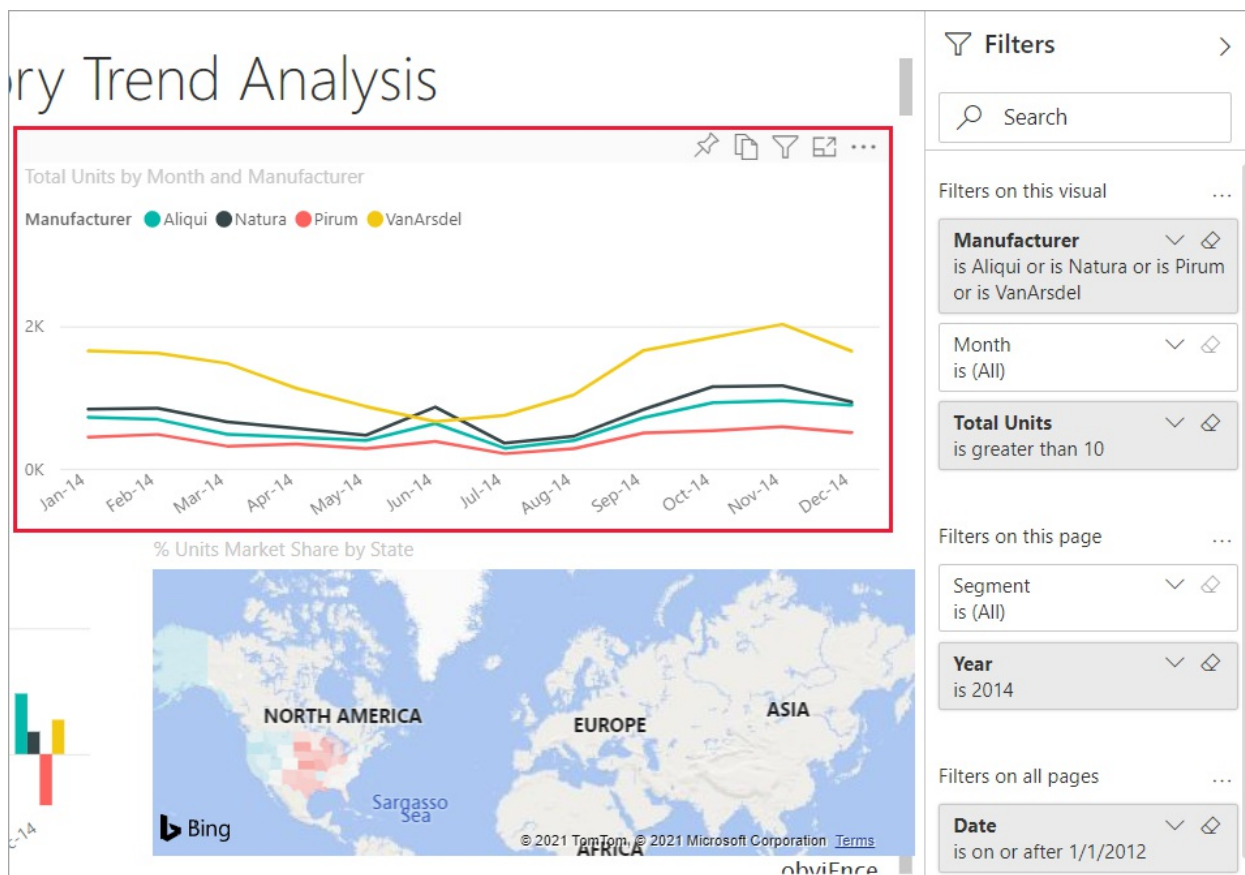 ory Trend Analysis
Total Units by Month and Manufacturer
Manufacturer Aliqui Natura Pirum VanArsdel
2K
0K
Jan-14 Feb-14 Mar-14 Apr-14 May-14 Jun-14 Jul-14 Aug-14 Sep-14 Oct-14 Nov-14 Dec-14
% Units Market Share by State
NORTH AMERICA
EUROPE
ASIA
Sargasso
Sea
AFRICA
Bing
© 2021 TomTom, © 2021 Microsoft Corporation Terms
c-14
obviEnce
Filters
Search
Filters on this visual ...
Manufacturer
is Aliqui or is Natura or is Pirum
or is VanArsdel
Month
is (All)
Total Units
is greater than 10
Filters on this page ...
Segment
is (All)
Year
is 2014
Filters on all pages ...
Date
is on or after 1/1/2012